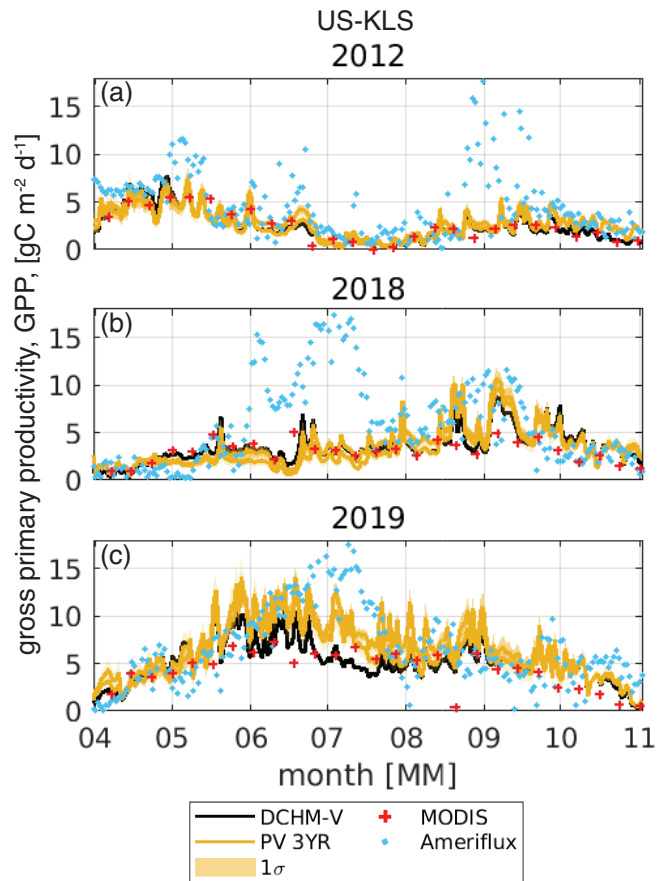 US-KLS
2012
(a)
15
10
5
0
2018
(b)
15
10
5
0
2019
(c)
15
10
5
0
04 05 06 07 08 09 10 11
month [MM]
gross primary productivity, GPP, [gC m⁻² d⁻¹]
DCHM-V
PV 3YR
1σ
MODIS
Ameriflux